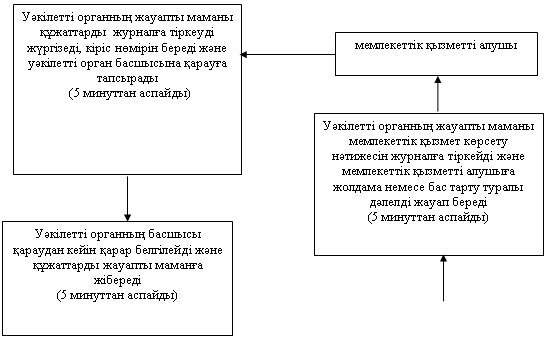 Уәкілетті органның жауапты маманы
құжаттарды журналға тіркеуді
жүргізеді, кіріс нөмірін береді және
уәкілетті орган басшысына қарауға
тапсырады
(5 минуттан аспайды)
мемлекеттік қызметті алушы
Уәкілетті органның жауапты маманы
мемлекеттік қызмет көрсету
нәтижесін журналға тіркейді және
мемлекеттік қызметті алушыға
жолдама немесе бас тарту туралы
дәлелді жауап береді
(5 минуттан аспайды)
Уәкілетті органның басшысы
қараудан кейін қарар белгілейді және
құжаттарды жауапты маманға
жібереді
(5 минуттан аспайды)